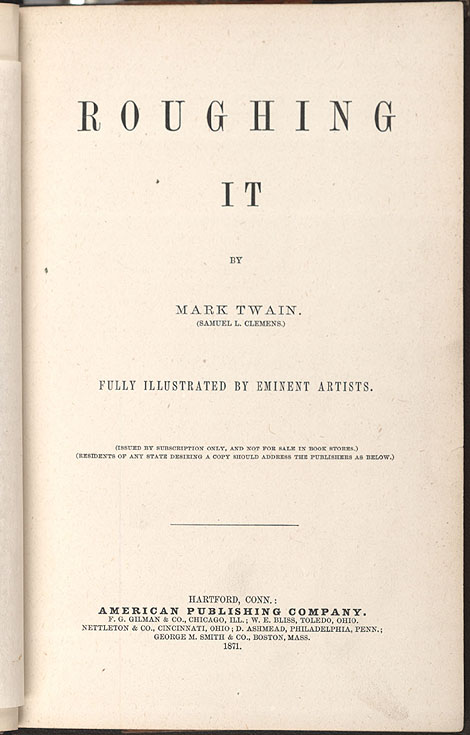 ROUGHING
IT
BY
MARK TWAIN.
(SAMUEL L. CLEMENS.)
FULLY ILLUSTRATED BY EMINENT ARTISTS.
(ISSUED BY SUBSCRIPTION ONLY, AND NOT FOR SALE IN BOOK STORES.)
(RESIDENTS OF ANY STATE DESIRING A COPY SHOULD ADDRESS THE PUBLISHERS AS BELOW.)
HARTFORD, CONN.:
AMERICAN PUBLISHING COMPANY.
F. G. GILMAN & CO., CHICAGO, ILL.; W. E. BLISS, TOLEDO, OHIO.
NETTLETON & CO., CINCINNATI, OHIO; D. ASHMEAD, PHILADELPHIA, PENN.;
GEORGE M. SMITH & CO., BOSTON, MASS.
1871.